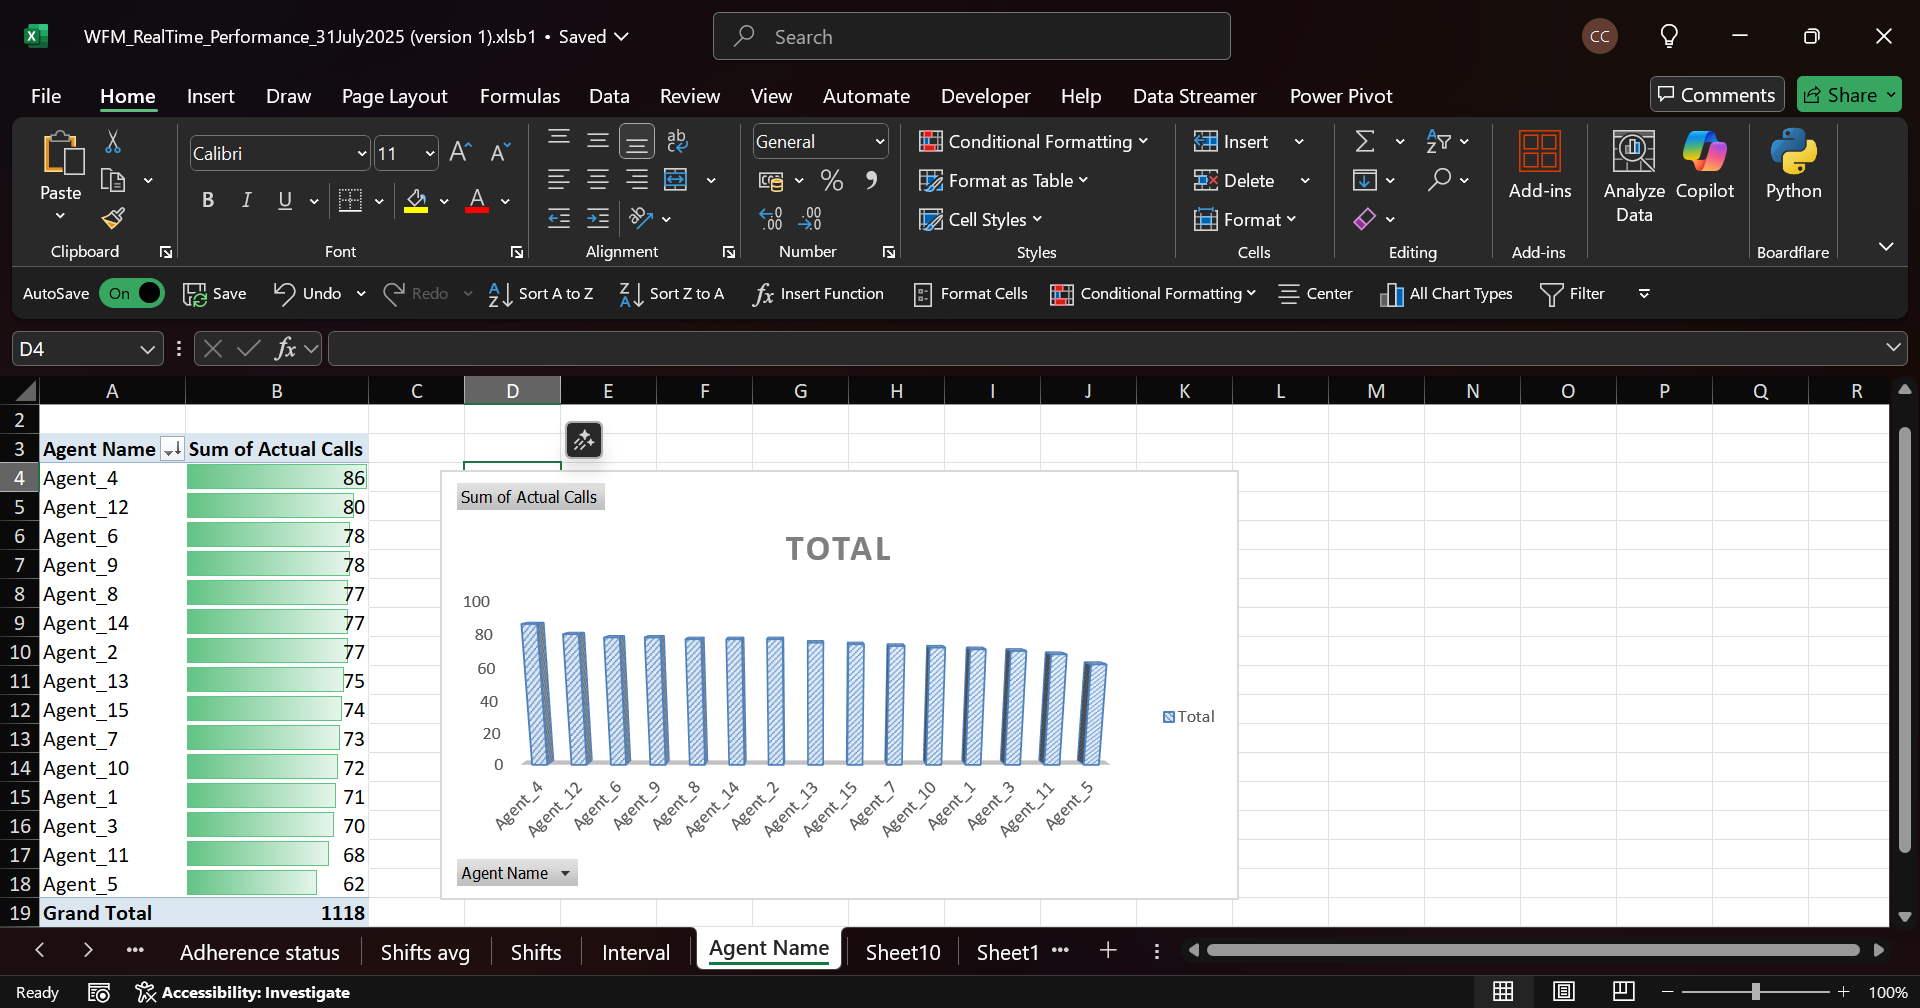 WFM_RealTime_Performance_31July2025 (version 1).xlsb1 • Saved
Search
CC
File Home Insert Draw Page Layout Formulas Data Review View Automate Developer Help Data Streamer Power Pivot
Comments Share
Paste
Clipboard
Calibri 11
B I U A
Font
ab
Alignment
General
% 
Number
Conditional Formatting
Format as Table
Cell Styles
Styles
Insert
Delete
Format
Cells
Editing
Add-ins
Add-ins
Analyze Data
Copilot
Python
Boardflare
AutoSave On Save Undo Redo Sort A to Z Sort Z to A Insert Function Format Cells Conditional Formatting Center All Chart Types Filter
D4 fx
A B C D E F G H I J K L M N O P Q R
2
3 Agent Name Sum of Actual Calls
4 Agent_4 86
5 Agent_12 80
6 Agent_6 78
7 Agent_9 78
8 Agent_8 77
9 Agent_14 77
10 Agent_2 77
11 Agent_13 75
12 Agent_15 74
13 Agent_7 73
14 Agent_10 72
15 Agent_1 71
16 Agent_3 70
17 Agent_11 68
18 Agent_5 62
19 Grand Total 1118
Sum of Actual Calls
TOTAL
100
80
60
40
20
0
Agent_4 Agent_12 Agent_6 Agent_9 Agent_8 Agent_14 Agent_2 Agent_13 Agent_15 Agent_7 Agent_10 Agent_1 Agent_3 Agent_11 Agent_5
Total
Agent Name
Adherence status Shifts avg Shifts Interval Agent Name Sheet10 Sheet1
Ready Accessibility: Investigate 100%